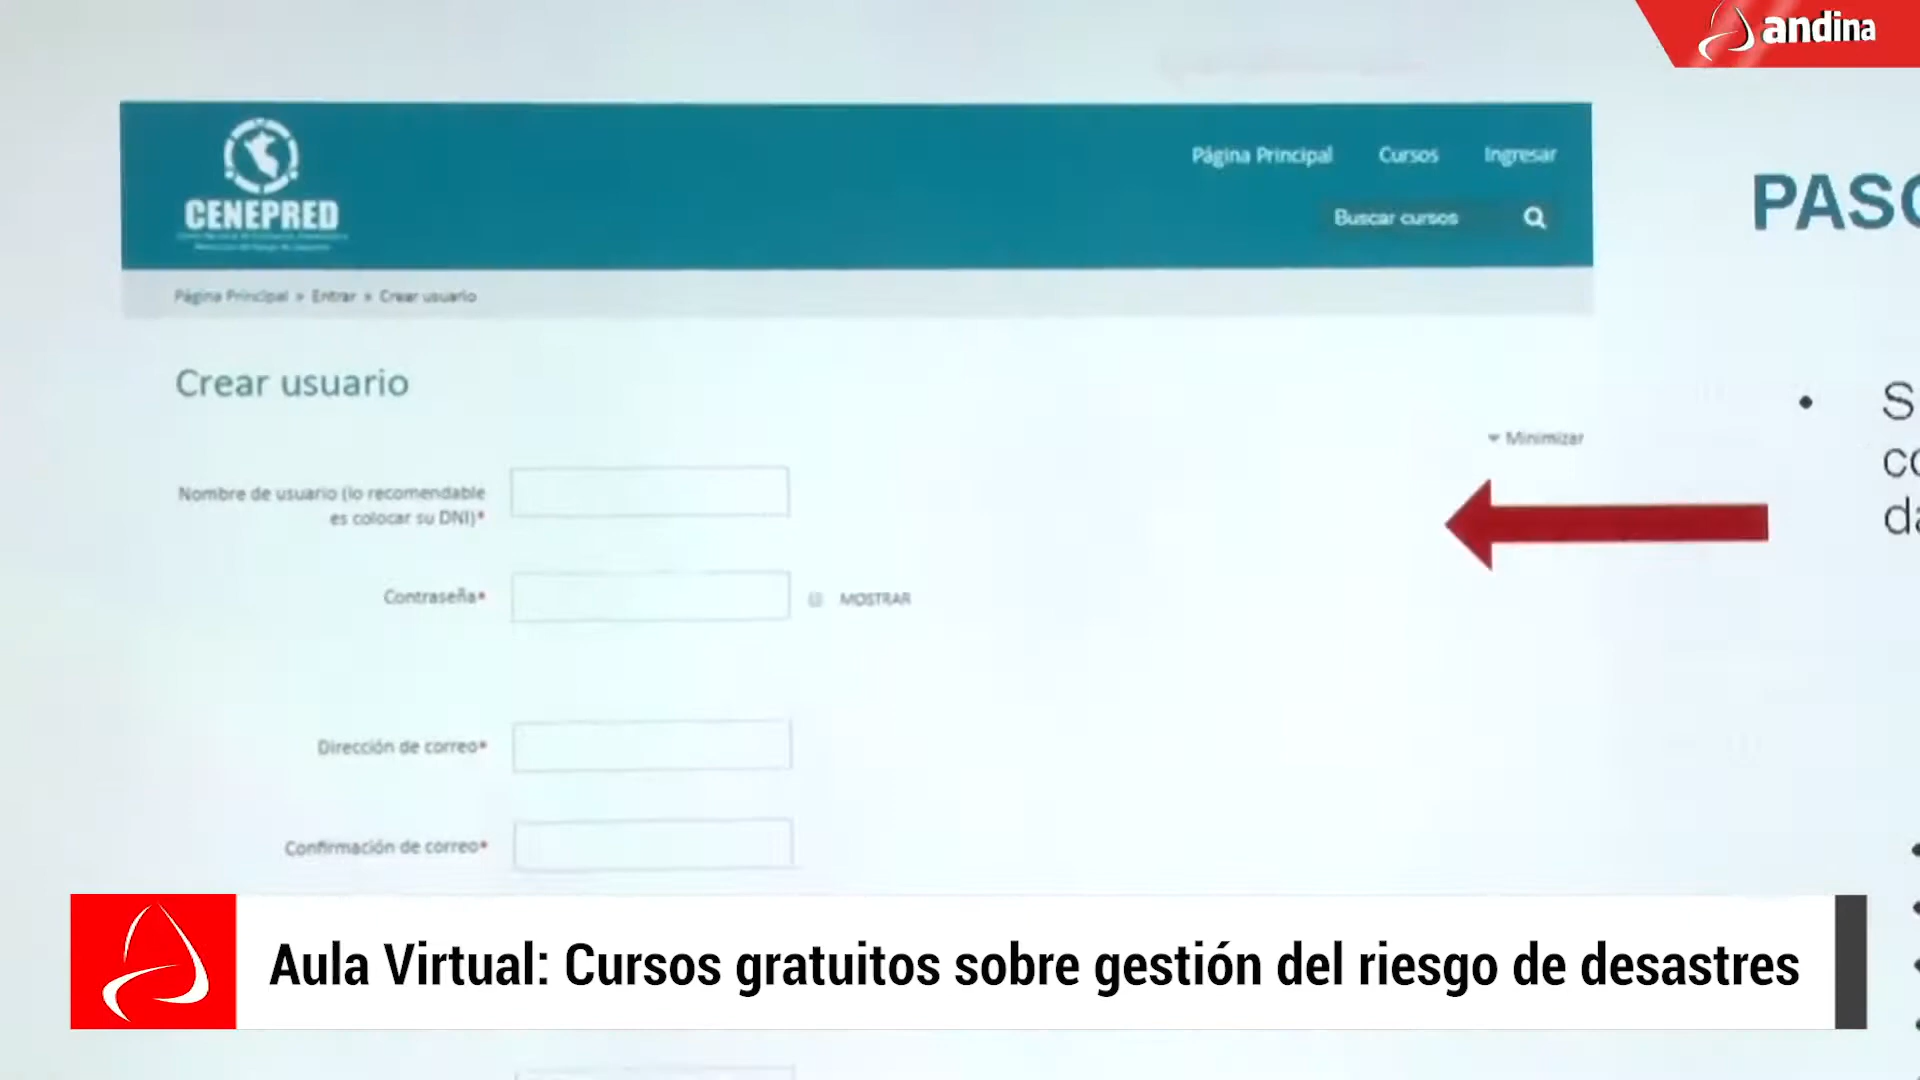 andina
CENEPRED
Página Principal Cursos Ingresar
Buscar cursos
Página Principal » Entrar » Crear usuario
PASO
Crear usuario
Minimizar
Nombre de usuario (lo recomendable
es colocar su DNI)*
Contraseña*
MOSTRAR
Dirección de correo*
Confirmación de correo*
Aula Virtual: Cursos gratuitos sobre gestión del riesgo de desastres